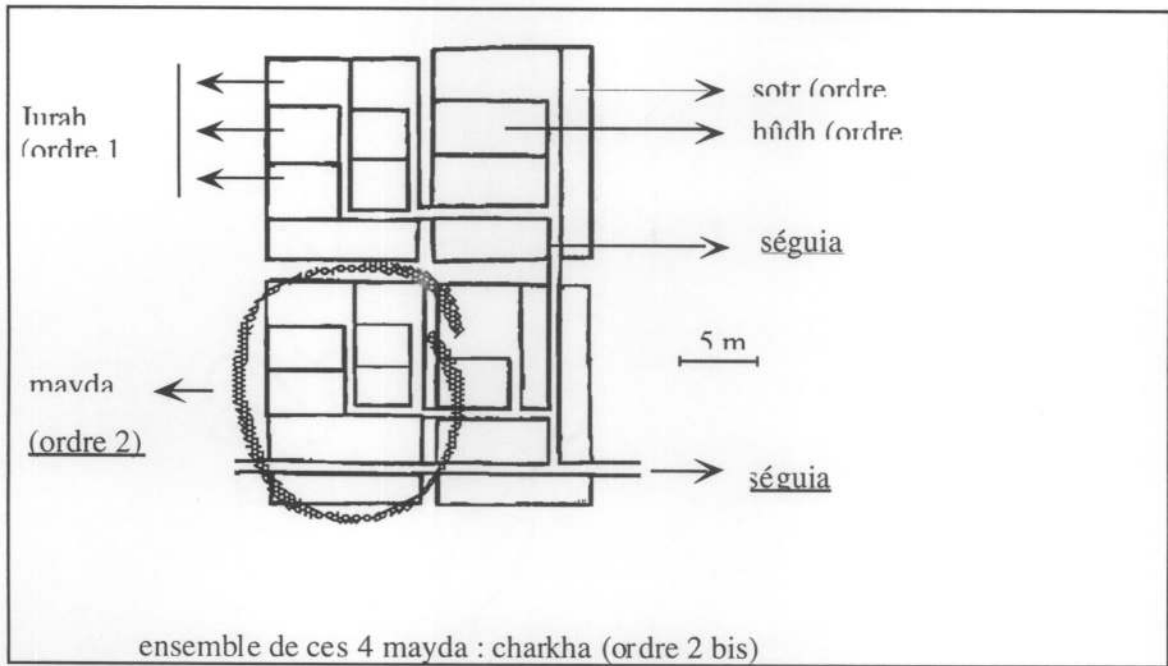 Jurah
(ordre 1
sotr (ordre
hûdh (ordre
séguia
5 m
mayda
(ordre 2)
séguia
ensemble de ces 4 mayda : charkha (ordre 2 bis)